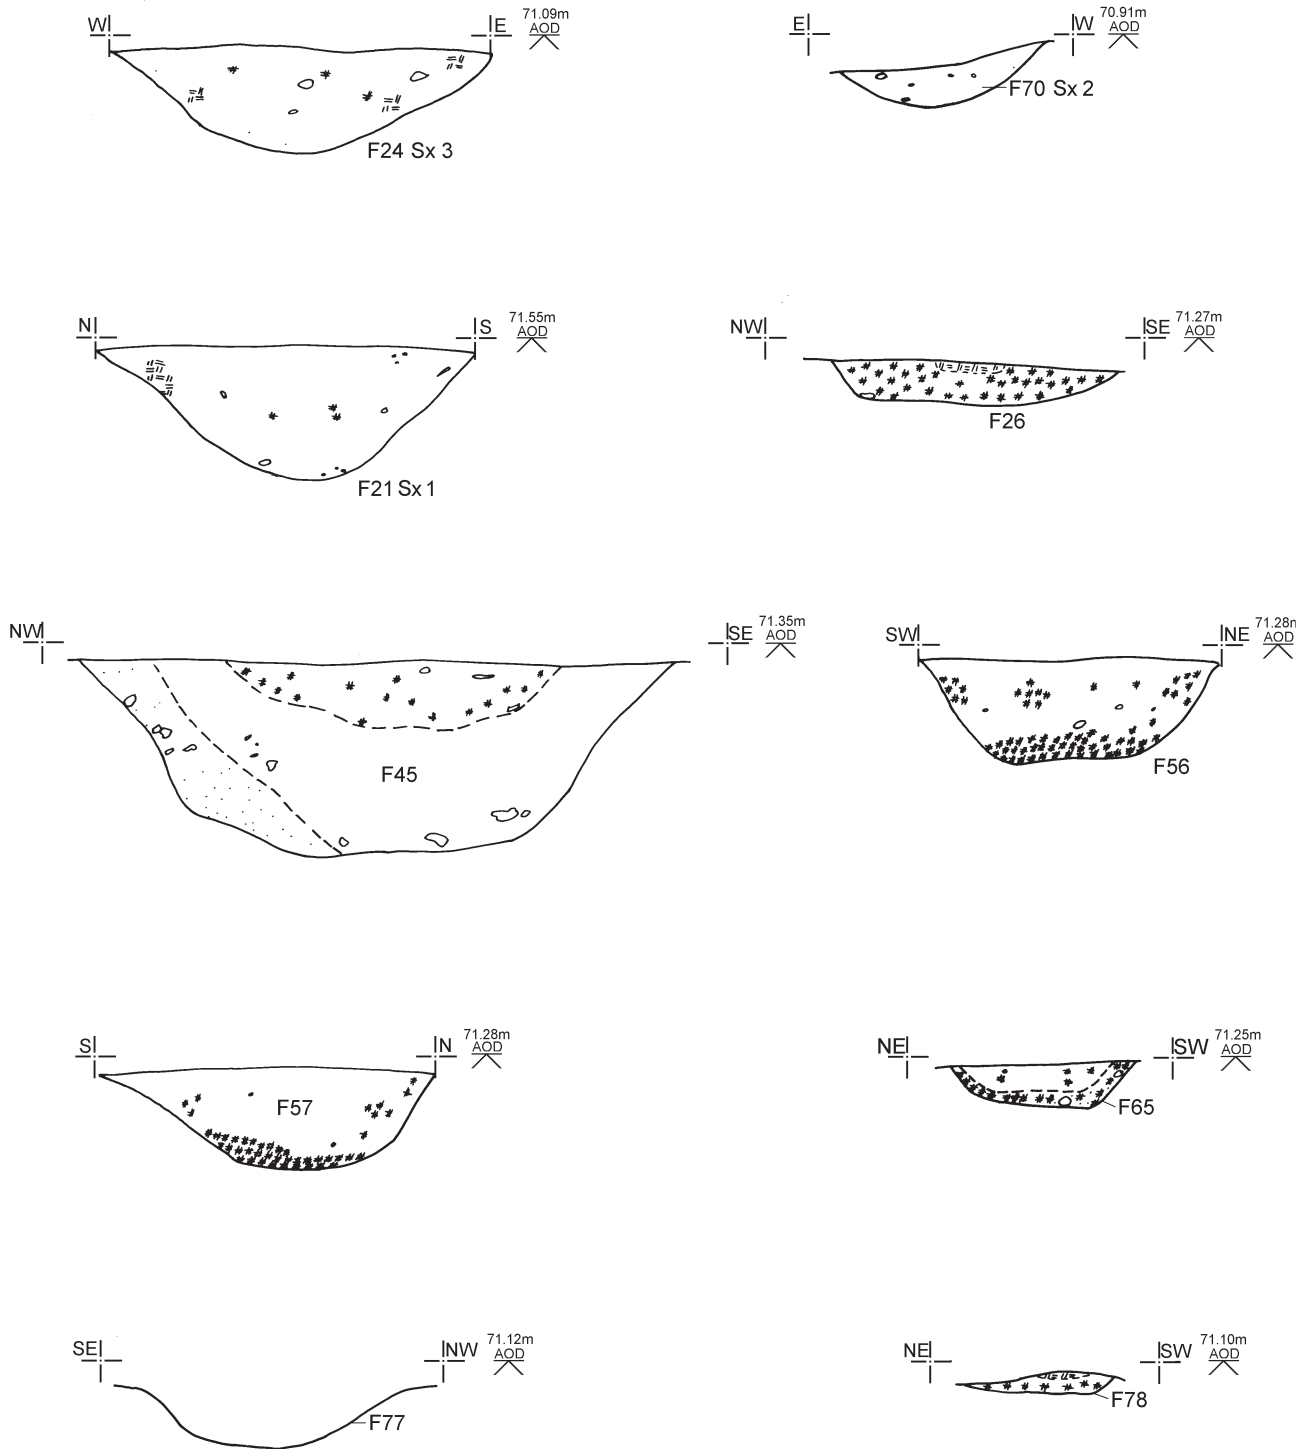 W E 71.09m
AOD
F24 Sx 3
E W 70.91m
AOD
F70 Sx 2
N S 71.55m
AOD
F21 Sx 1
NW SE 71.27m
AOD
F26
NW SE 71.35m
AOD
F45
SW NE 71.28m
AOD
F56
S N 71.28m
AOD
F57
NE SW 71.25m
AOD
F65
SE NW 71.12m
AOD
F77
NE SW 71.10m
AOD
F78